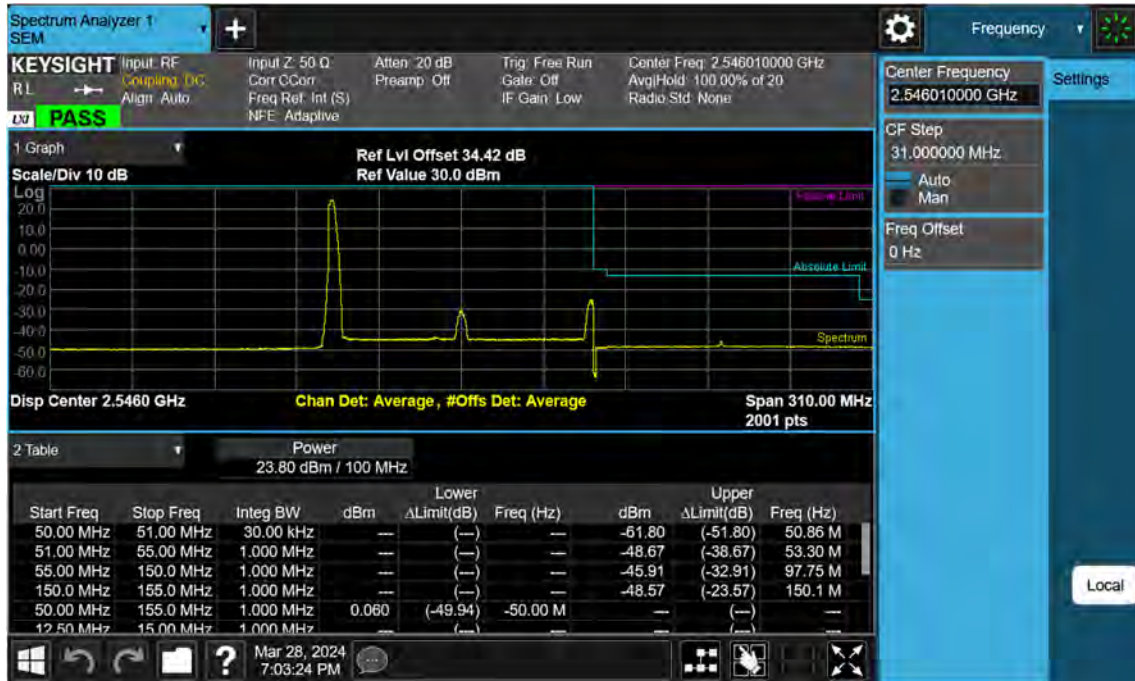 Spectrum Analyzer 1
SEM
Frequency
KEYSIGHT
R L
LXI
PASS
Input: RF
Coupling: DC
Align: Auto
Input Z: 50 Ω
Corr CCorr
Freq Ref: Int (S)
NFE: Adaptive
Atten: 20 dB
Preamp: Off
Trig: Free Run
Gate: Off
IF Gain: Low
Center Freq: 2.546010000 GHz
Avg|Hold: 100.00% of 20
Radio Std: None
Center Frequency
2.546010000 GHz
Settings
CF Step
31.000000 MHz
Auto
Man
Freq Offset
0 Hz
1 Graph
Scale/Div 10 dB
Ref Lvl Offset 34.42 dB
Ref Value 30.0 dBm
Log
20.0
10.0
0.00
-10.0
-20.0
-30.0
-40.0
-50.0
-60.0
Limit
Absolute Limit
Spectrum
Disp Center 2.5460 GHz
Chan Det: Average , #Offs Det: Average
Span 310.00 MHz
2001 pts
2 Table
Power
23.80 dBm / 100 MHz
Lower Upper
Start Freq Stop Freq Integ BW dBm ΔLimit(dB) Freq (Hz) dBm ΔLimit(dB) Freq (Hz)
50.00 MHz 51.00 MHz 30.00 kHz --- (---) --- -61.80 (-51.80) 50.86 M
51.00 MHz 55.00 MHz 1.000 MHz --- (---) --- -48.67 (-38.67) 53.30 M
55.00 MHz 150.0 MHz 1.000 MHz --- (---) --- -45.91 (-32.91) 97.75 M
150.0 MHz 155.0 MHz 1.000 MHz --- (---) --- -48.57 (-23.57) 150.1 M
50.00 MHz 155.0 MHz 1.000 MHz 0.060 (-49.94) -50.00 M --- (---) ---
12.50 MHz 15.00 MHz 1.000 MHz --- (---) --- --- (---) ---
Local
?
Mar 28, 2024
7:03:24 PM